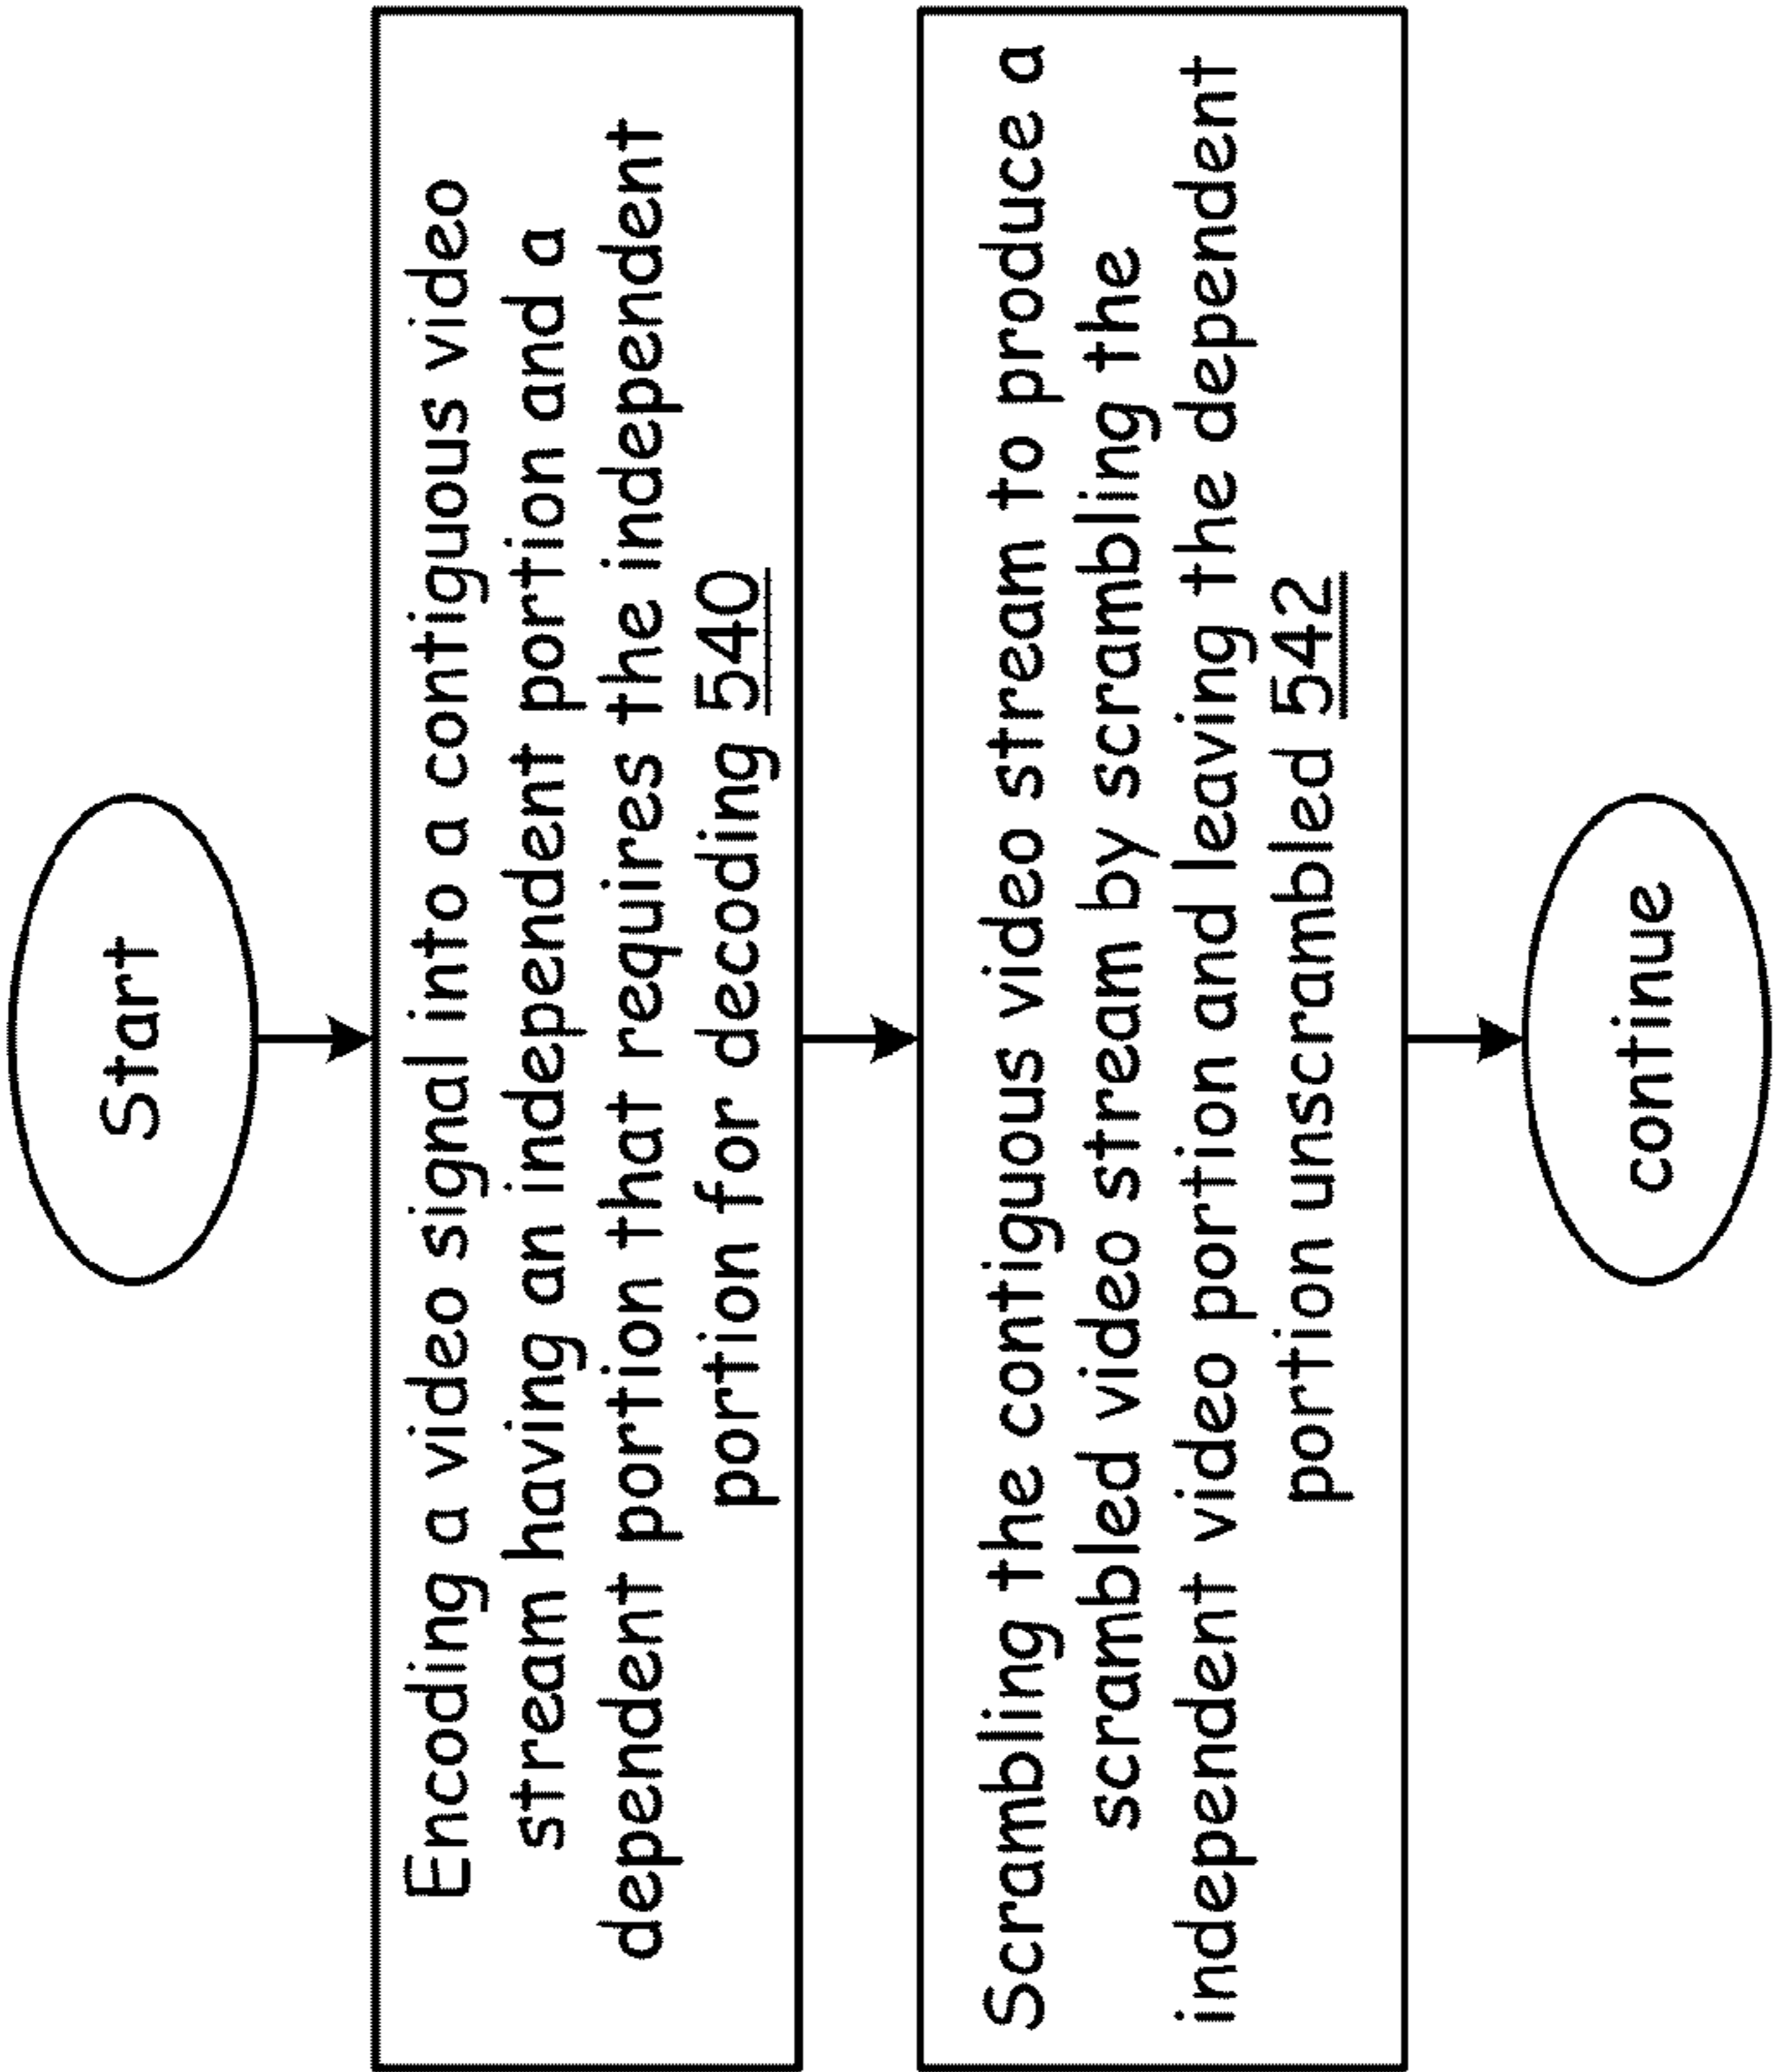 Start
Encoding a video signal into a contiguous video
stream having an independent portion and a
dependent portion that requires the independent
portion for decoding 540
Scrambling the contiguous video stream to produce a
scrambled video stream by scrambling the
independent video portion and leaving the dependent
portion unscrambled 542
continue